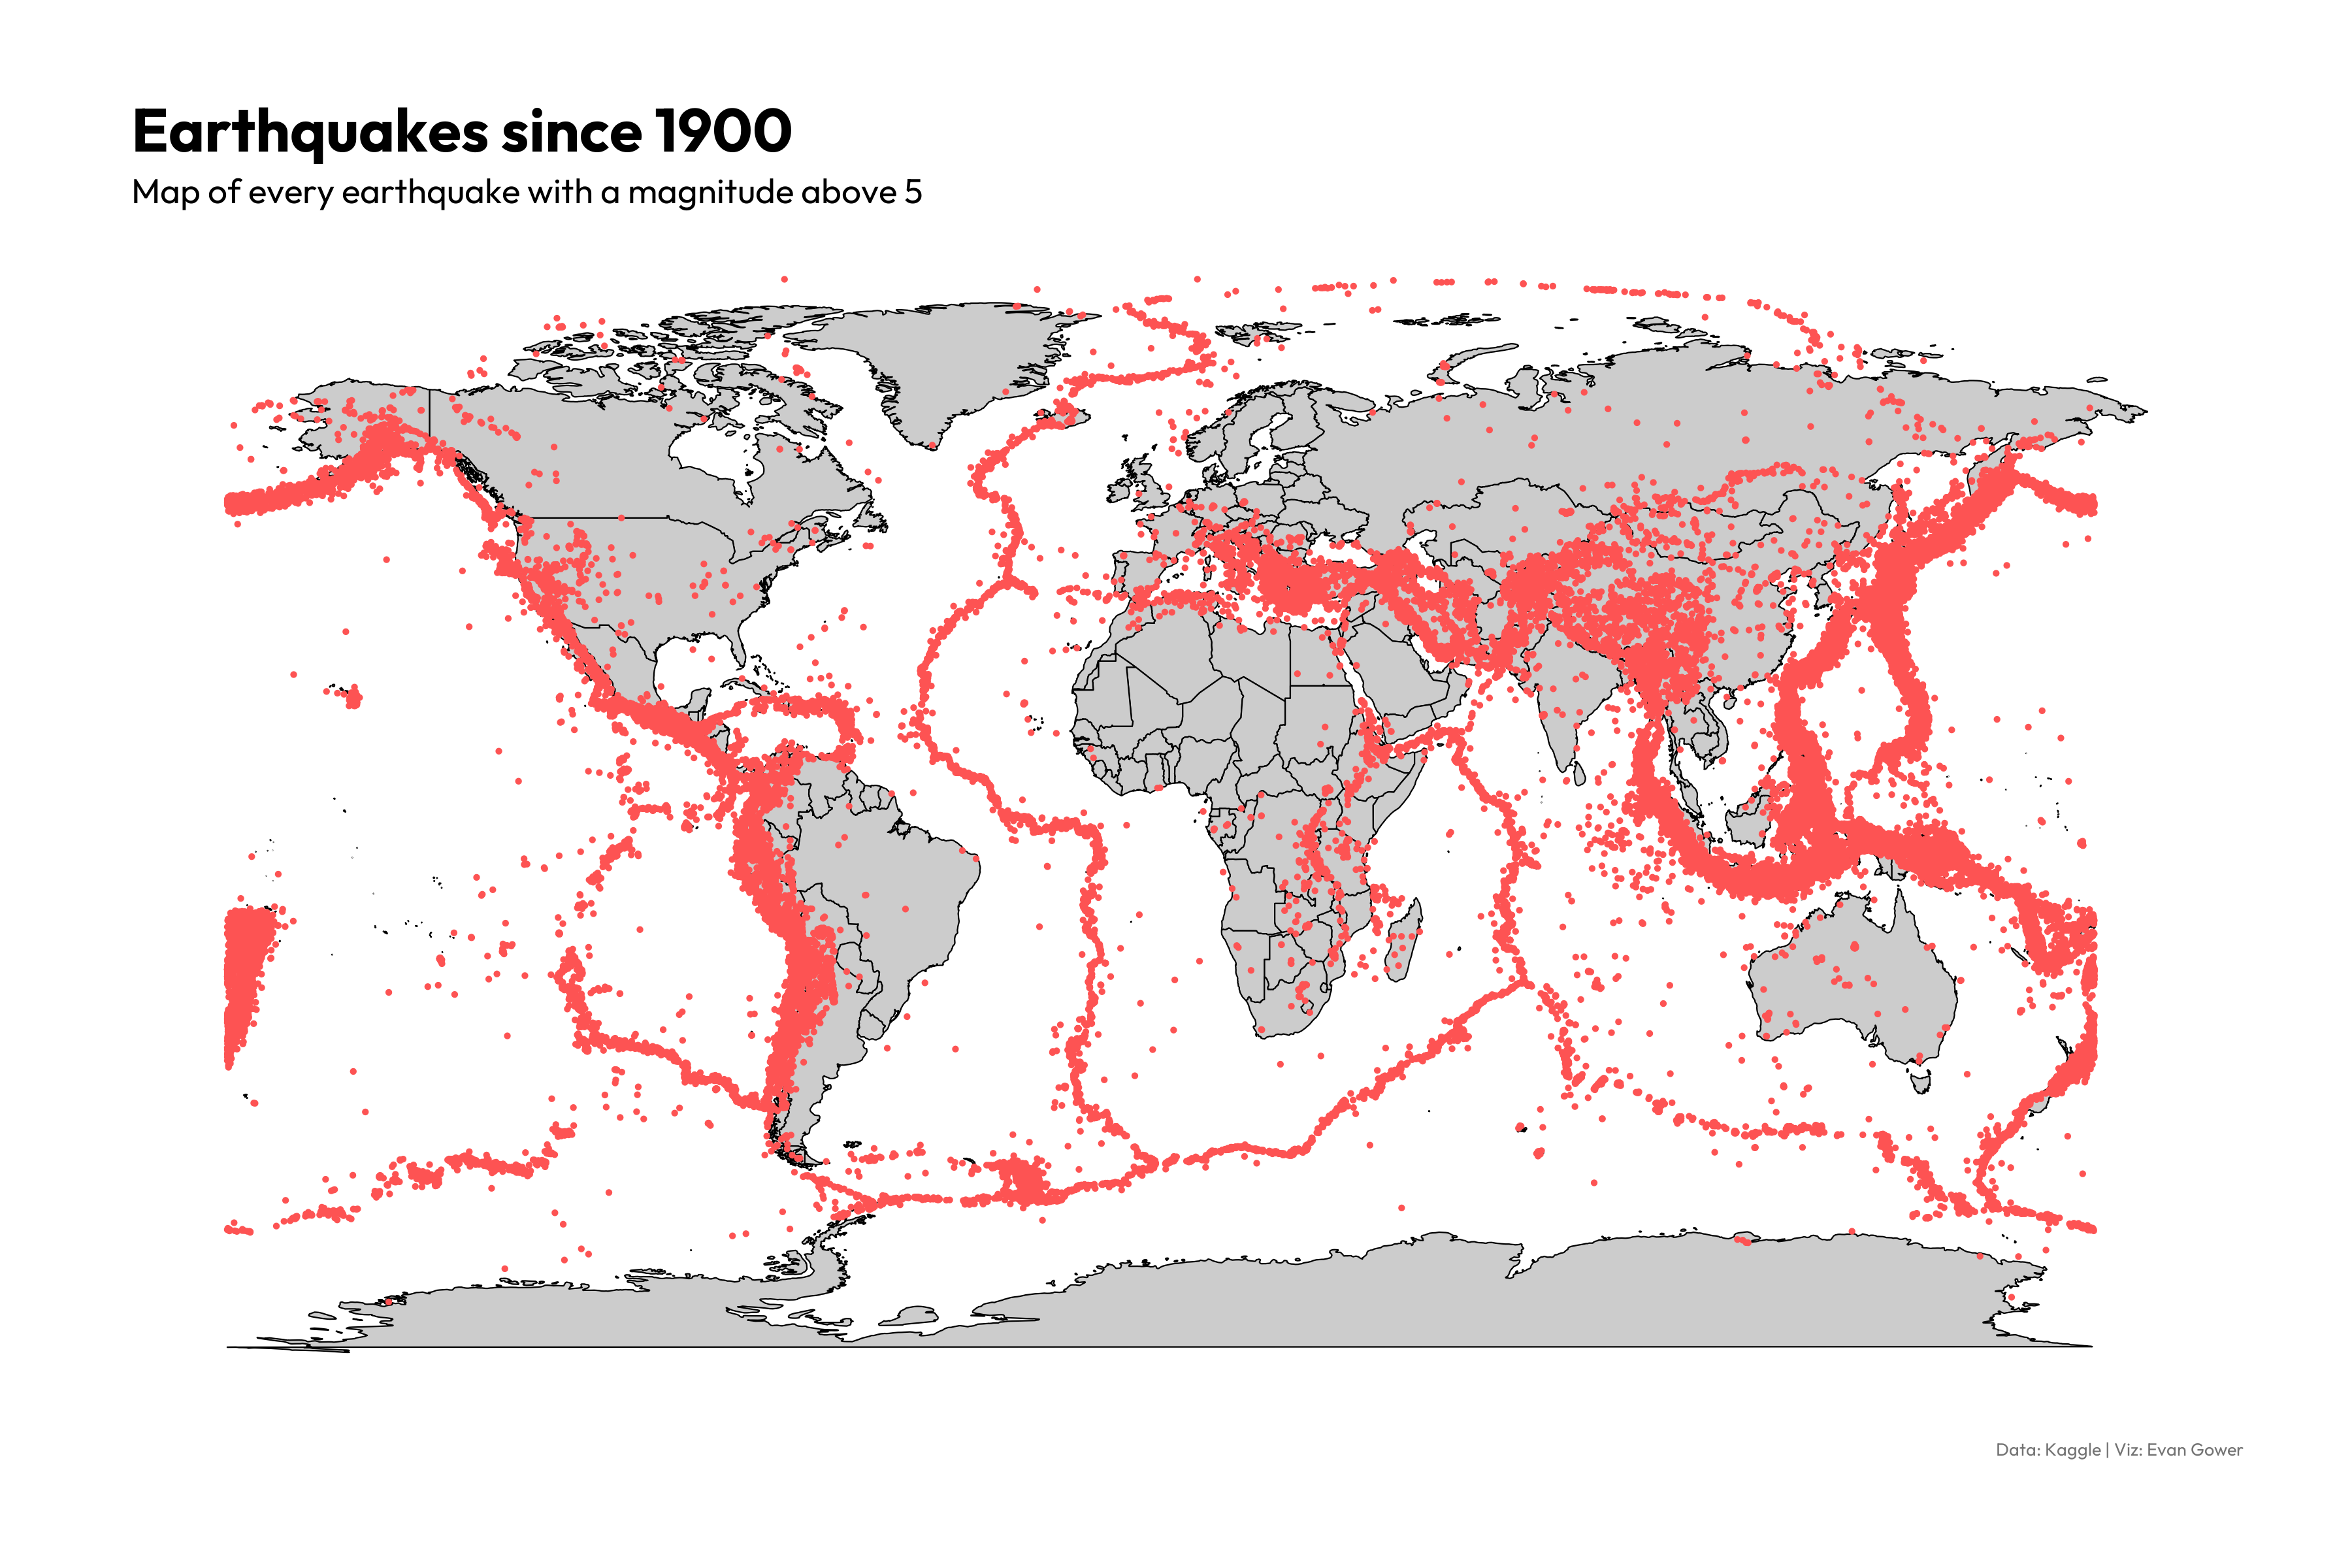 Earthquakes since 1900
Map of every earthquake with a magnitude above 5
Data: Kaggle | Viz: Evan Gower